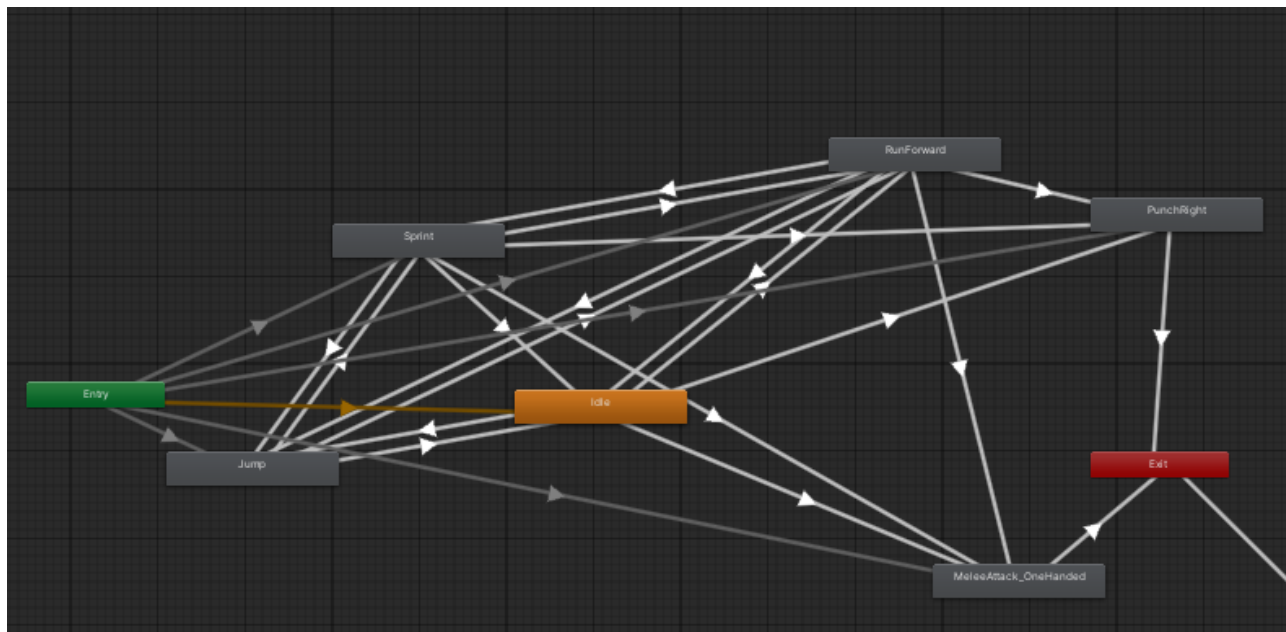 RunForward
PunchRight
Sprint
Entry
Idle
Jump
Exit
MeleeAttack_OneHanded